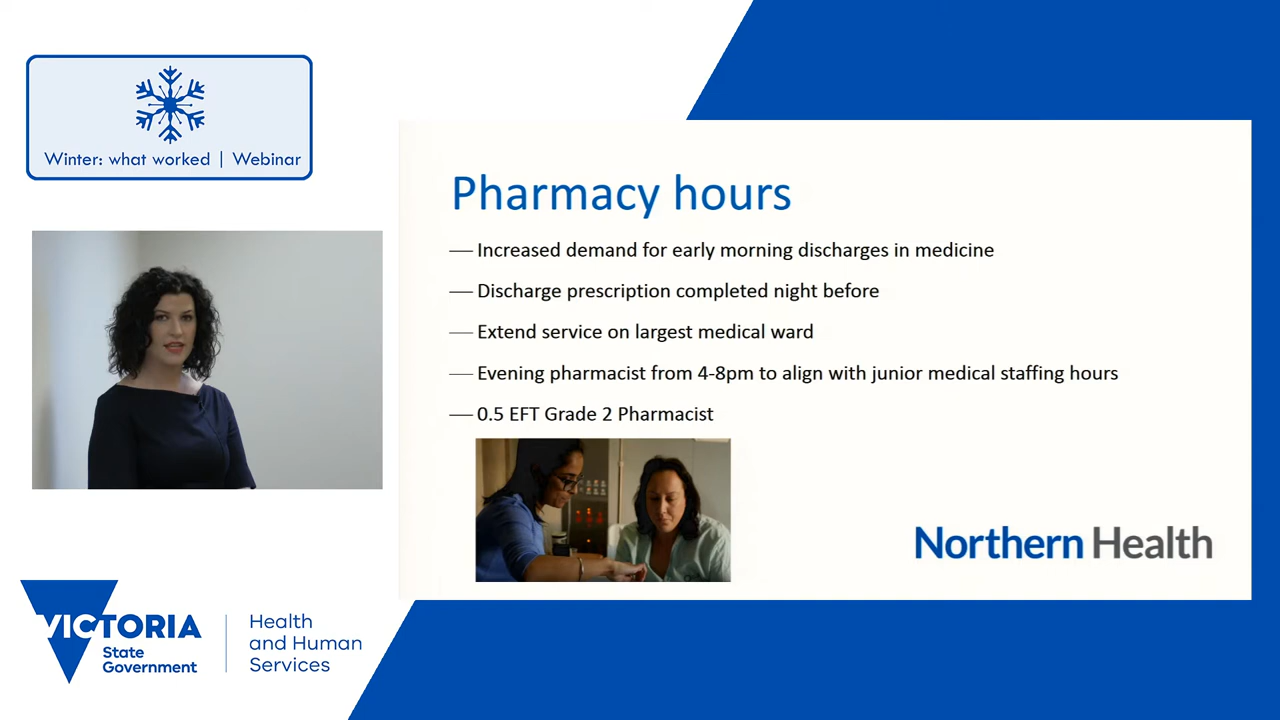 Winter: what worked | Webinar
Pharmacy hours
— Increased demand for early morning discharges in medicine
— Discharge prescription completed night before
— Extend service on largest medical ward
— Evening pharmacist from 4-8pm to align with junior medical staffing hours
— 0.5 EFT Grade 2 Pharmacist
Northern Health
VICTORIA
State
Government
Health
and Human
Services